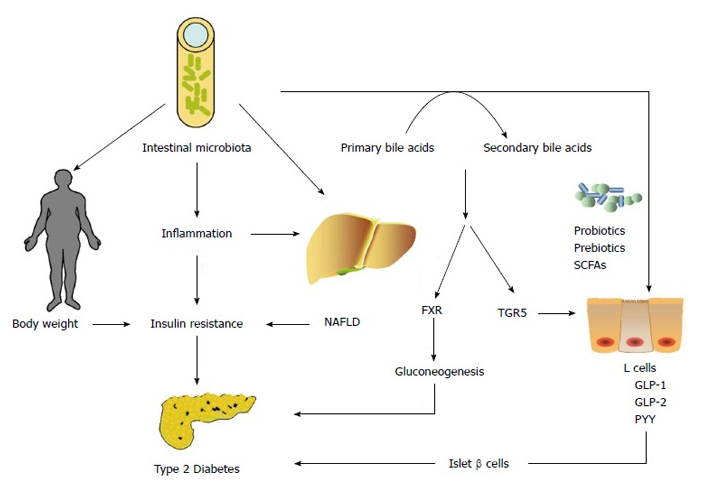 Intestinal microbiota
Primary bile acids
Secondary bile acids
Inflammation
Probiotics
Prebiotics
SCFAs
Body weight
Insulin resistance
NAFLD
FXR
TGR5
Gluconeogenesis
L cells
GLP-1
GLP-2
PYY
Type 2 Diabetes
Islet β cells